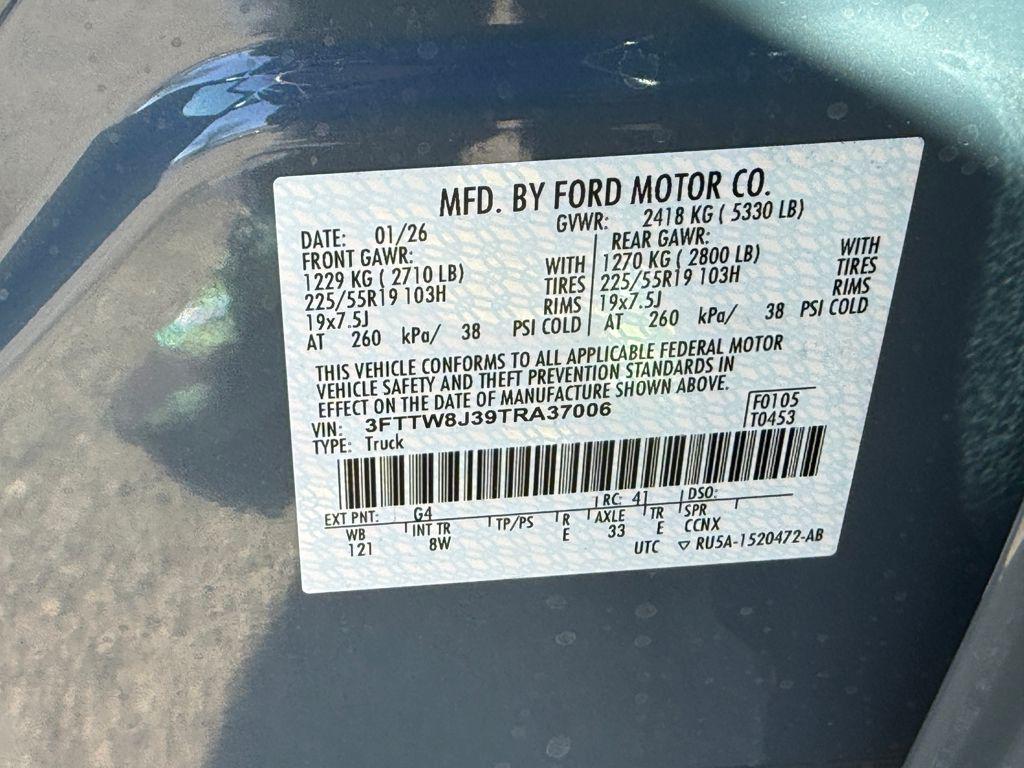 MFD. BY FORD MOTOR CO.
DATE: 01/26
GVWR: 2418 KG ( 5330 LB)
FRONT GAWR:
1229 KG ( 2710 LB)
225/55R19 103H
19x7.5J
AT 260 kPa/ 38 PSI COLD
WITH
TIRES
RIMS
REAR GAWR:
1270 KG ( 2800 LB)
225/55R19 103H
19x7.5J
AT 260 kPa/ 38 PSI COLD
WITH
TIRES
RIMS
THIS VEHICLE CONFORMS TO ALL APPLICABLE FEDERAL MOTOR
VEHICLE SAFETY AND THEFT PREVENTION STANDARDS IN
EFFECT ON THE DATE OF MANUFACTURE SHOWN ABOVE.
VIN: 3FTTW8J39TRA37006
TYPE: Truck
F0105
T0453
EXT PNT: G4 RC: 41 DSO:
WB INT TR TP/PS R AXLE TR SPR
121 8W E 33 E CCNX
UTC ▽ RU5A-1520472-AB